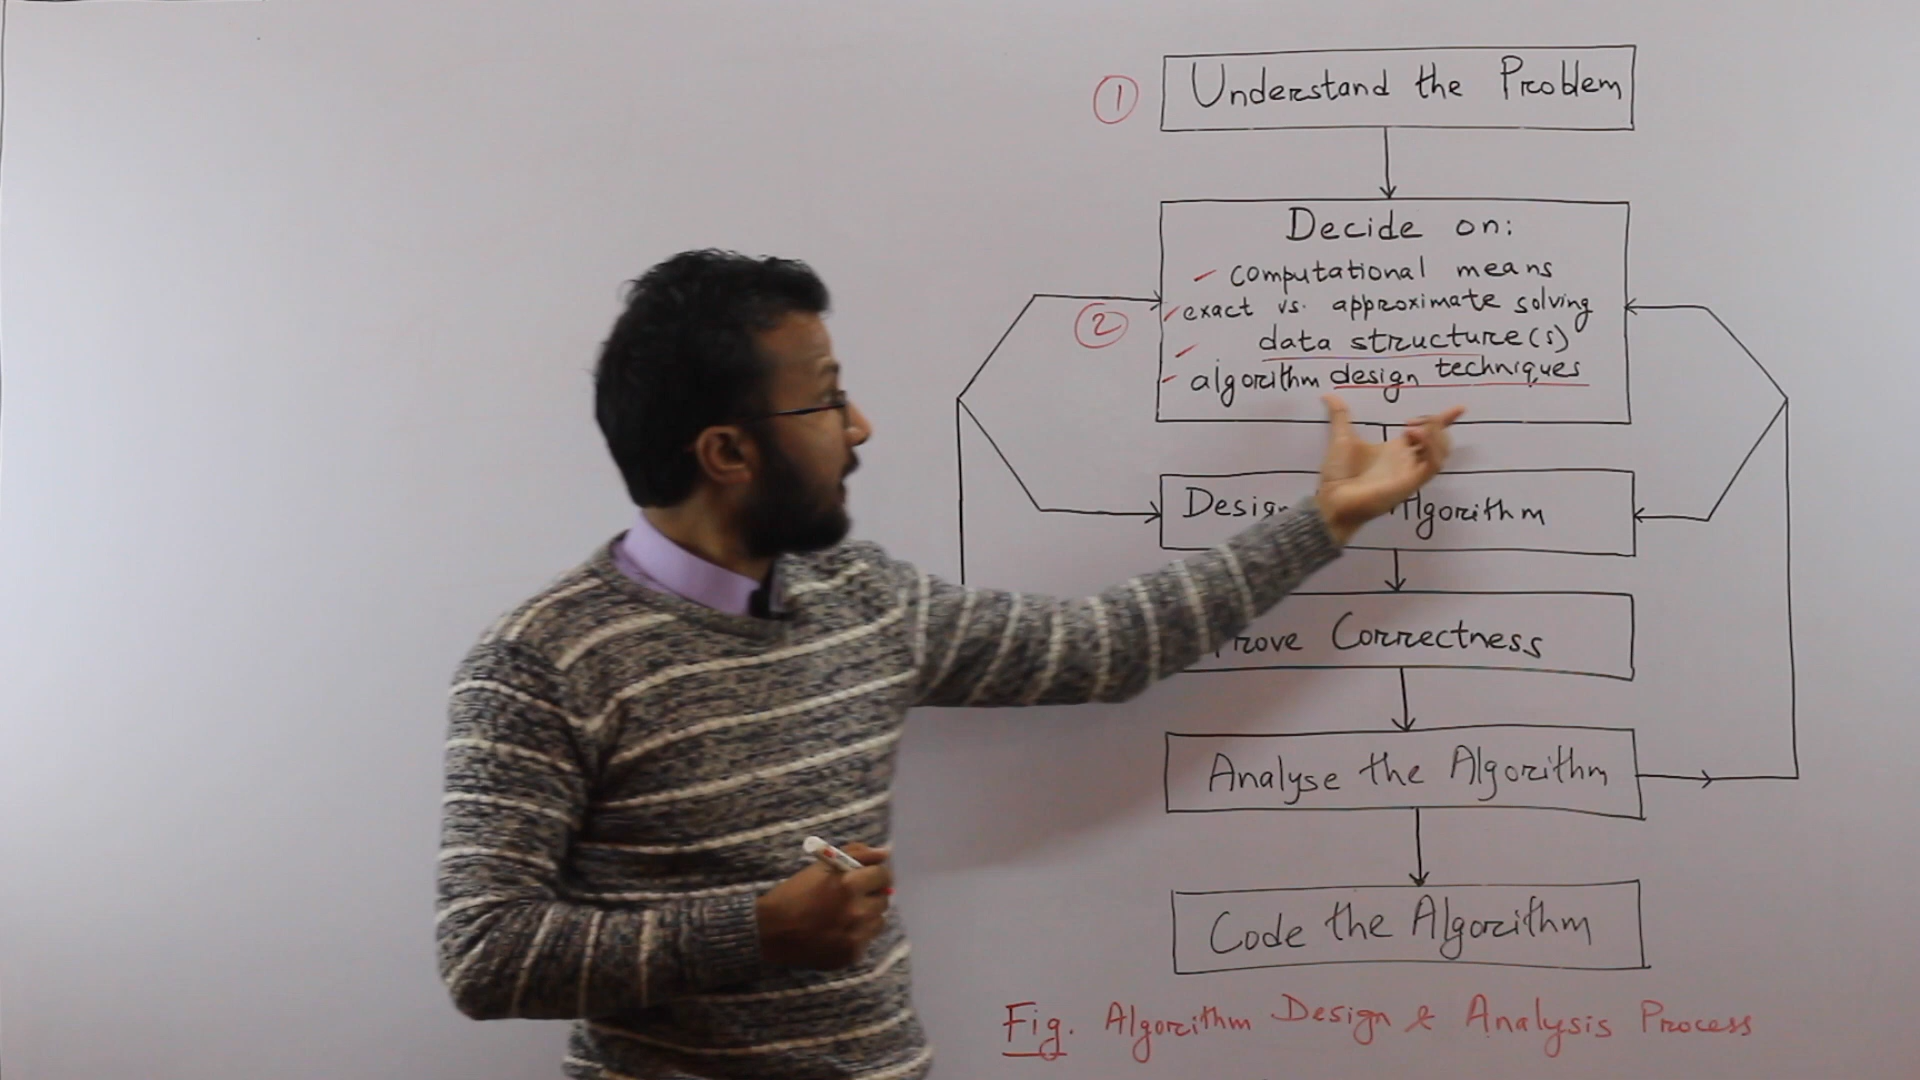 ① Understand the Problem
Decide on:
computational means
② exact vs. approximate solving
data structure(s)
algorithm design techniques
Algorithm
Correctness
Analyse the Algorithm
Code the Algorithm
Fig. Algorithm Design & Analysis Process